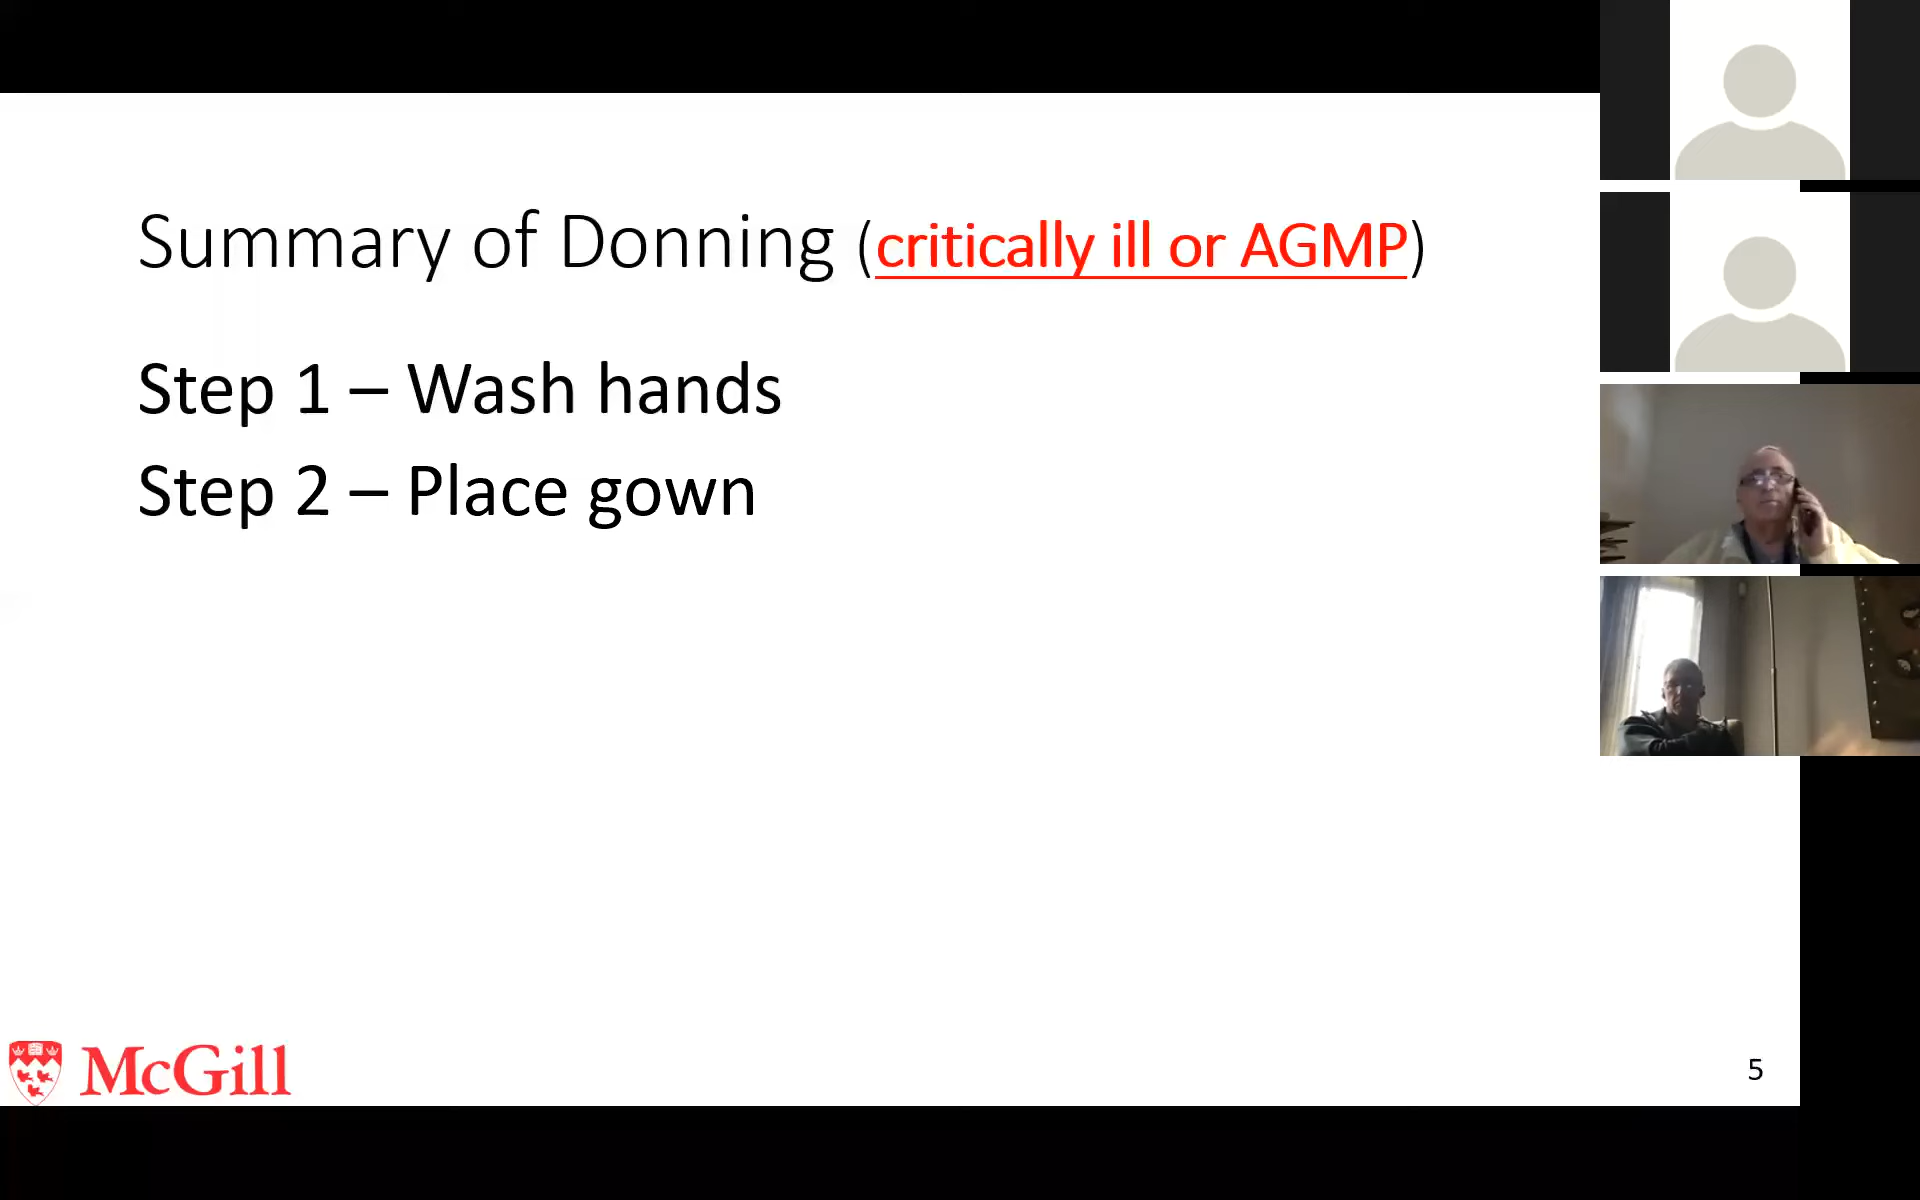 Summary of Donning (critically ill or AGMP)
Step 1 – Wash hands
Step 2 – Place gown
McGill
5